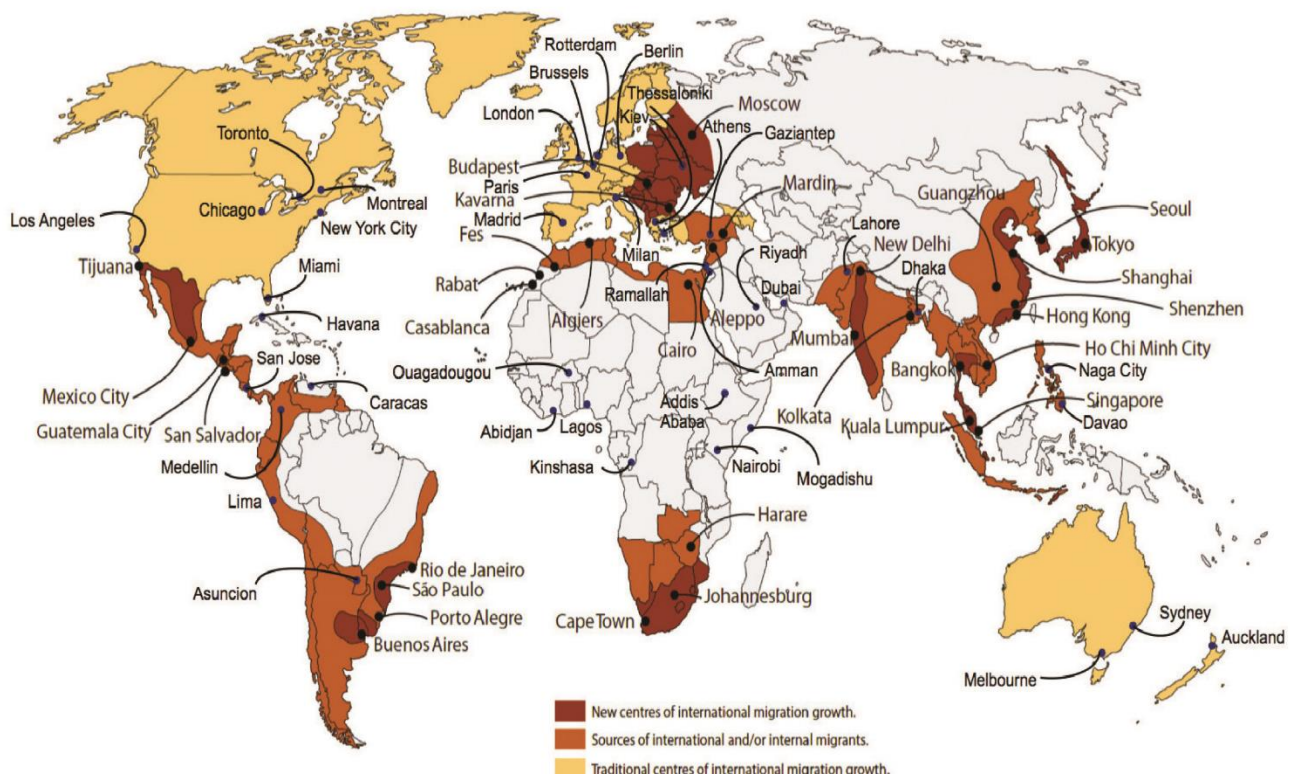 Rotterdam
Berlin
Brussels
Thessaloniki
Moscow
London
Kiev
Athens
Gaziantep
Toronto
Budapest
Mardin
Paris
Guangzhou
Kavarna
Los Angeles
Chicago
Montreal
Madrid
Lahore
Seoul
New York City
Fes
New Delhi
Tokyo
Milan
Riyadh
Dhaka
Tijuana
Miami
Rabat
Ramallah
Dubai
Shanghai
Casablanca
Algiers
Aleppo
Shenzhen
Havana
Mumbai
Hong Kong
Cairo
San Jose
Amman
Ho Chi Minh City
Ouagadougou
Bangkok
Naga City
Mexico City
Caracas
Addis
Ababa
Kolkata
Singapore
Guatemala City
San Salvador
Abidjan
Lagos
Kuala Lumpur
Davao
Medellin
Kinshasa
Nairobi
Mogadishu
Lima
Harare
Rio de Janeiro
Asuncion
São Paulo
Johannesburg
Porto Alegre
Cape Town
Sydney
Buenos Aires
Auckland
Melbourne
New centres of international migration growth.
Sources of international and/or internal migrants.
Traditional centres of international migration growth.